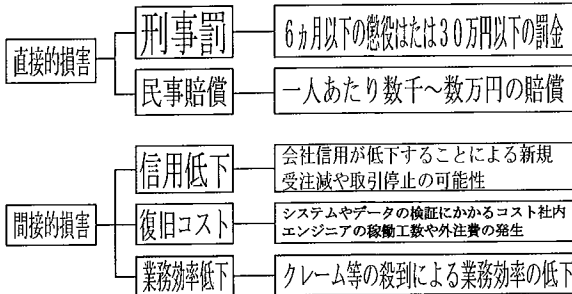 直接的損害
刑事罰
6ヵ月以下の懲役はたは30万円以下の罰金
民事賠償
一人あたり数千～数万円の賠償
間接的損害
信用低下
会社信用が低下することによる新規
受注減や取引停止の可能性
復旧コスト
システムやデータの検証にかかるコスト社内
エンジニアの稼働工数や外注費の発生
業務効率低下
クレーム等の殺到による業務効率の低下